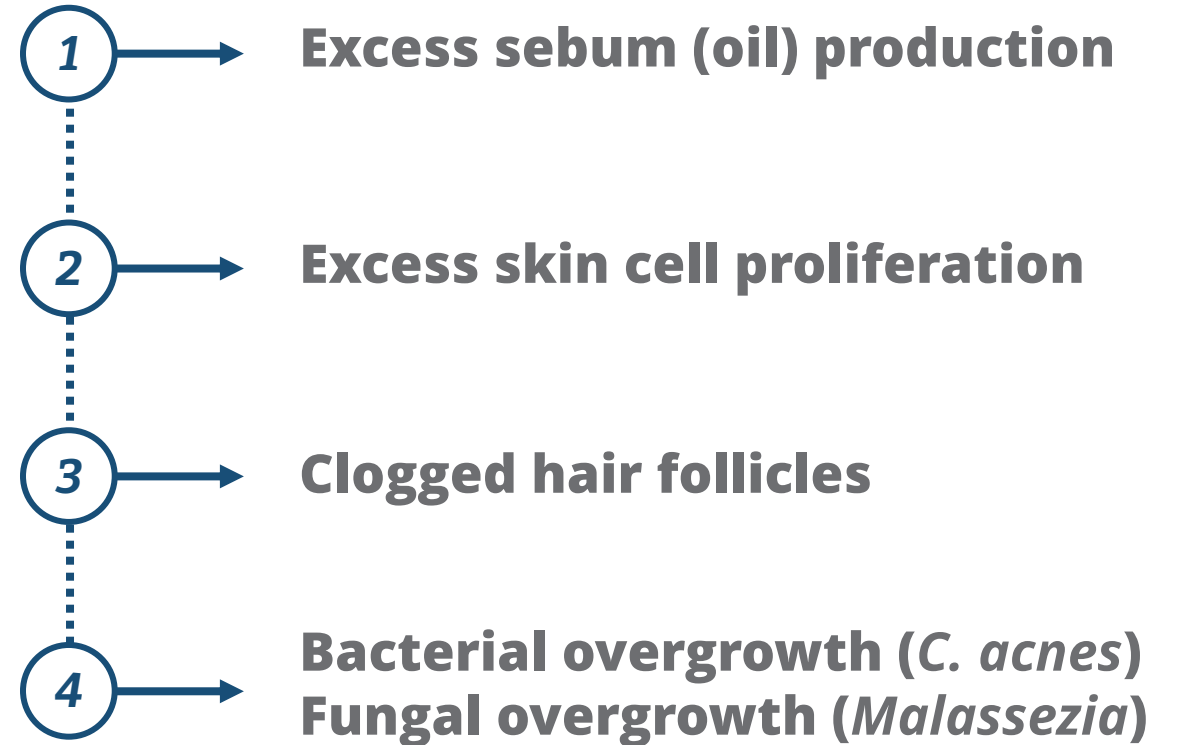 1 Excess sebum (oil) production
2 Excess skin cell proliferation
3 Clogged hair follicles
4 Bacterial overgrowth (C. acnes)
Fungal overgrowth (Malassezia)